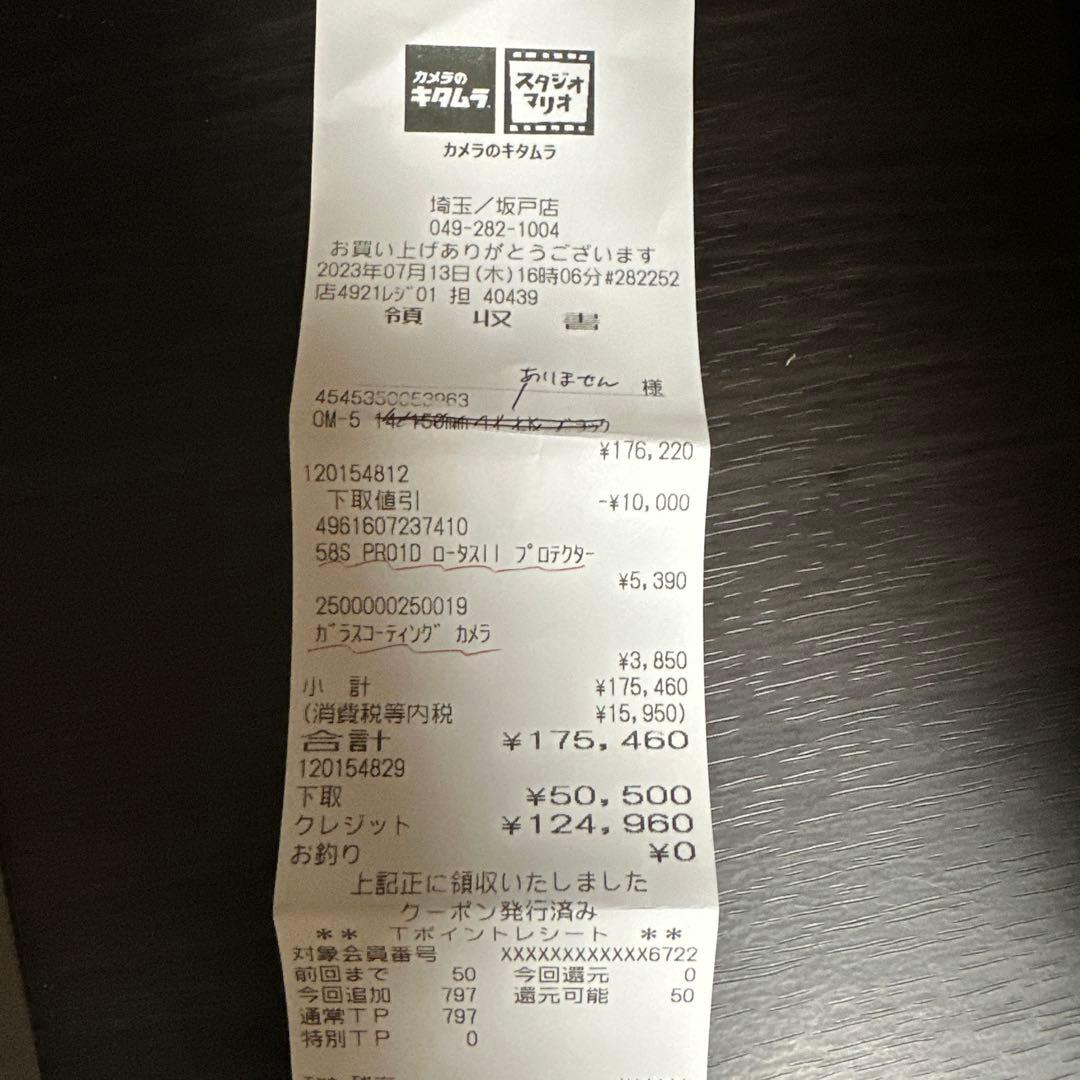 カメラの
キタムラ
スタジオ
マリオ
カメラのキタムラ
埼玉/坂戸店
049-282-1004
お買い上げありがとうございます
2023年07月13日(木)16時06分#282252
店4921レジ01 担 40439
領 収 書
ありません 様
4545350053963
OM-5
¥176,220
120154812
下取値引 -¥10,000
4961607237410
58S PRO1D ロータスII プロテクター
¥5,390
2500000250019
ガラスコーティング カメラ
¥3,850
小 計 ¥175,460
(消費税等内税 ¥15,950)
合計 ¥175,460
120154829
下取 ¥50,500
クレジット ¥124,960
お釣り ¥0
上記正に領収いたしました
クーポン発行済み
** Tポイントレシート **
対象会員番号 XXXXXXXXXXXX6722
前回まで 50 今回還元 0
今回追加 797 還元可能 50
通常TP 797
特別TP 0